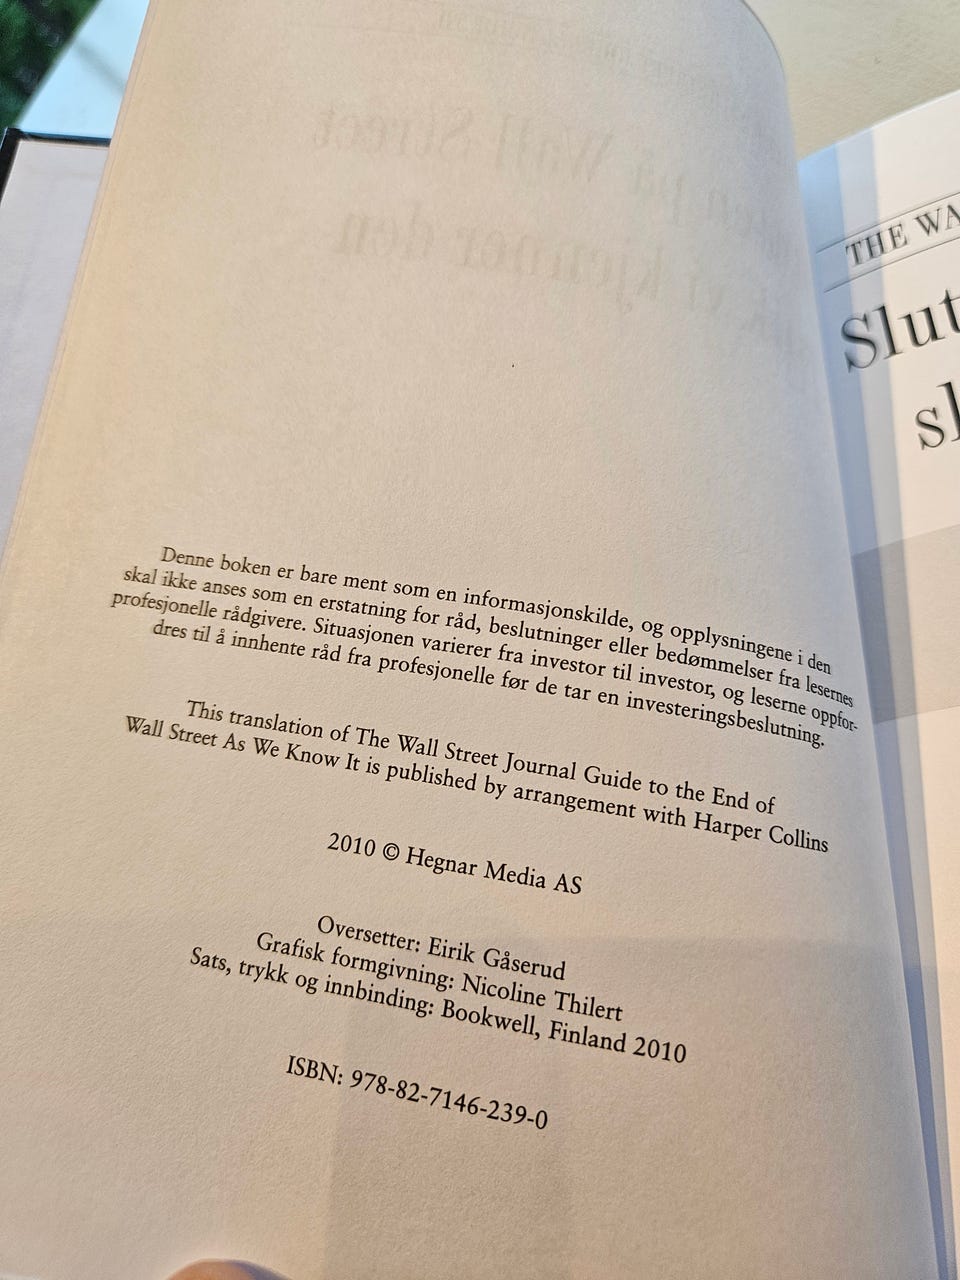 Denne boken er bare ment som en informasjonskilde, og opplysningene i den
skal ikke anses som en erstatning for råd, beslutninger eller bedømmelser fra lesernes
profesjonelle rådgivere. Situasjonen varierer fra investor til investor, og leserne oppfor-
dres til å innhente råd fra profesjonelle før de tar en investeringsbeslutning.
This translation of The Wall Street Journal Guide to the End of
Wall Street As We Know It is published by arrangement with Harper Collins
2010 © Hegnar Media AS
Oversetter: Eirik Gåserud
Grafisk formgivning: Nicoline Thilert
Sats, trykk og innbinding: Bookwell, Finland 2010
ISBN: 978-82-7146-239-0
THE WA
Slut
sl